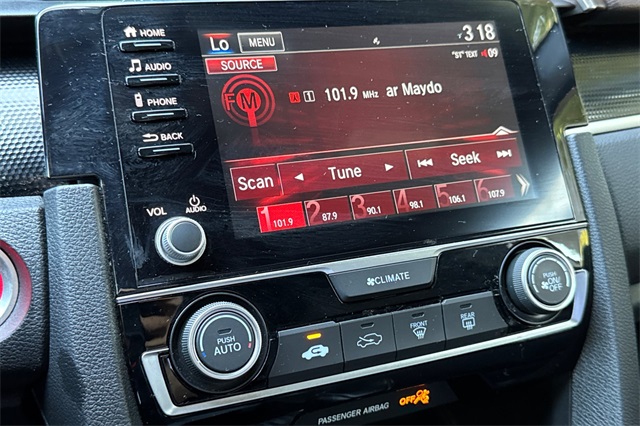 HOME
AUDIO
PHONE
BACK
VOL AUDIO
Lo MENU 3:18
SOURCE "ST" TEXT 09
FM 1 101.9 MHz ar Maydo
Scan Tune Seek
1 101.9 2 87.9 3 90.1 4 98.1 5 106.1 6 107.9
CLIMATE
PUSH AUTO
FRONT
REAR
PUSH ON/OFF
PASSENGER AIRBAG OFF